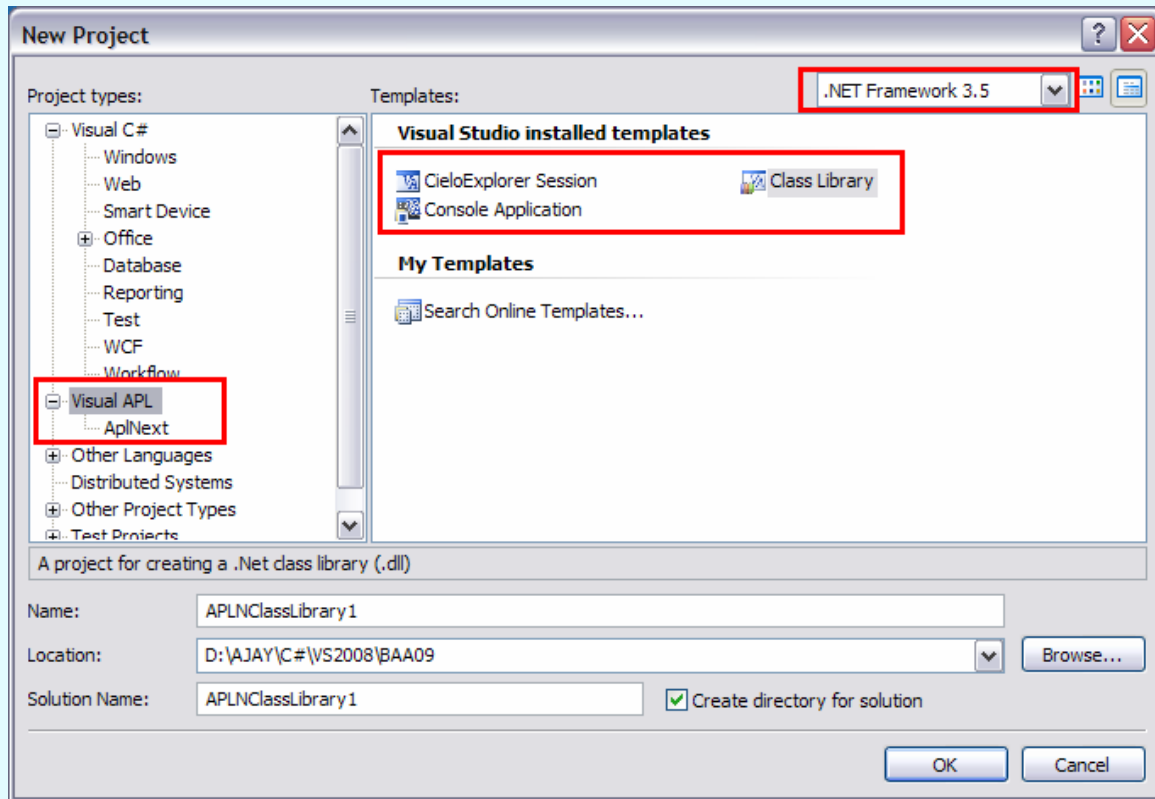 New Project
Project types:
Templates:
.NET Framework 3.5
Visual C#
Windows
Web
Smart Device
Office
Database
Reporting
Test
WCF
Workflow
Visual APL
AplNext
Other Languages
Distributed Systems
Other Project Types
Test Projects
Visual Studio installed templates
CieloExplorer Session
Class Library
Console Application
My Templates
Search Online Templates...
A project for creating a .Net class library (.dll)
Name:
APLNClassLibrary1
Location:
D:\AJAY\C#\VS2008\BAA09
Browse...
Solution Name:
APLNClassLibrary1
Create directory for solution
OK
Cancel